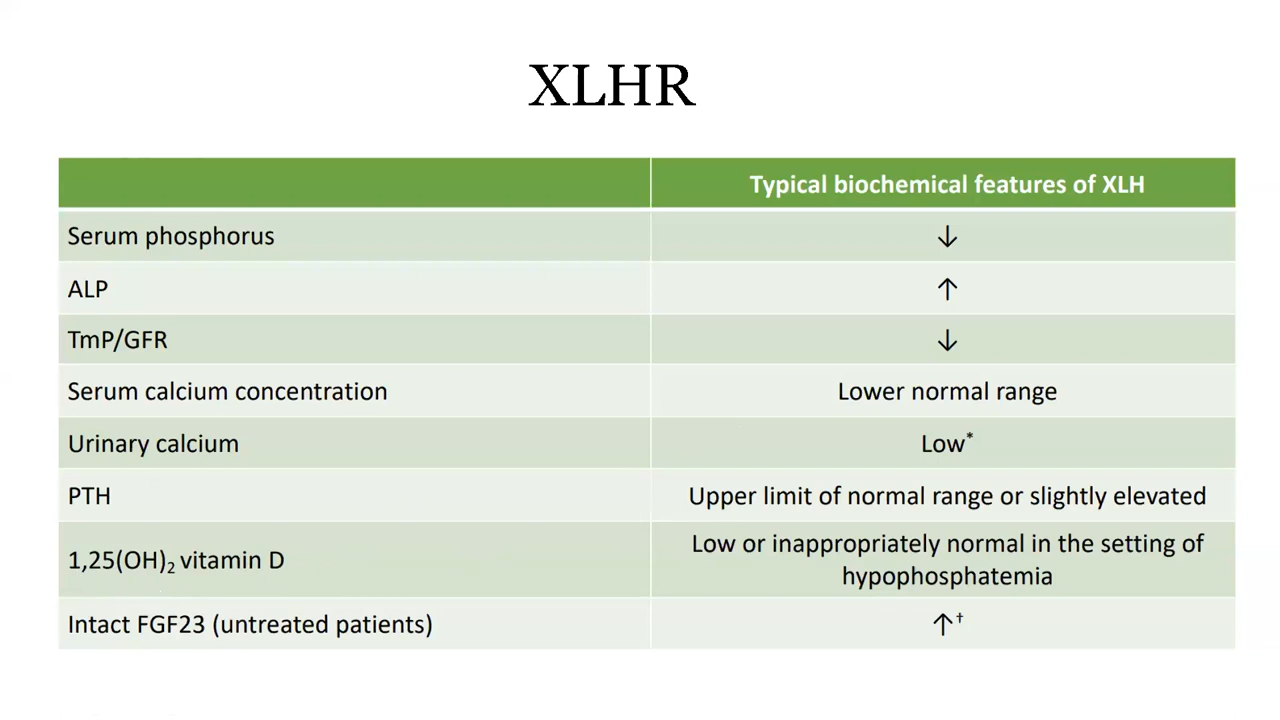 XLHR
Typical biochemical features of XLH
Serum phosphorus ↓
ALP ↑
TmP/GFR ↓
Serum calcium concentration Lower normal range
Urinary calcium Low*
PTH Upper limit of normal range or slightly elevated
1,25(OH)₂ vitamin D Low or inappropriately normal in the setting of
hypophosphatemia
Intact FGF23 (untreated patients) ↑†